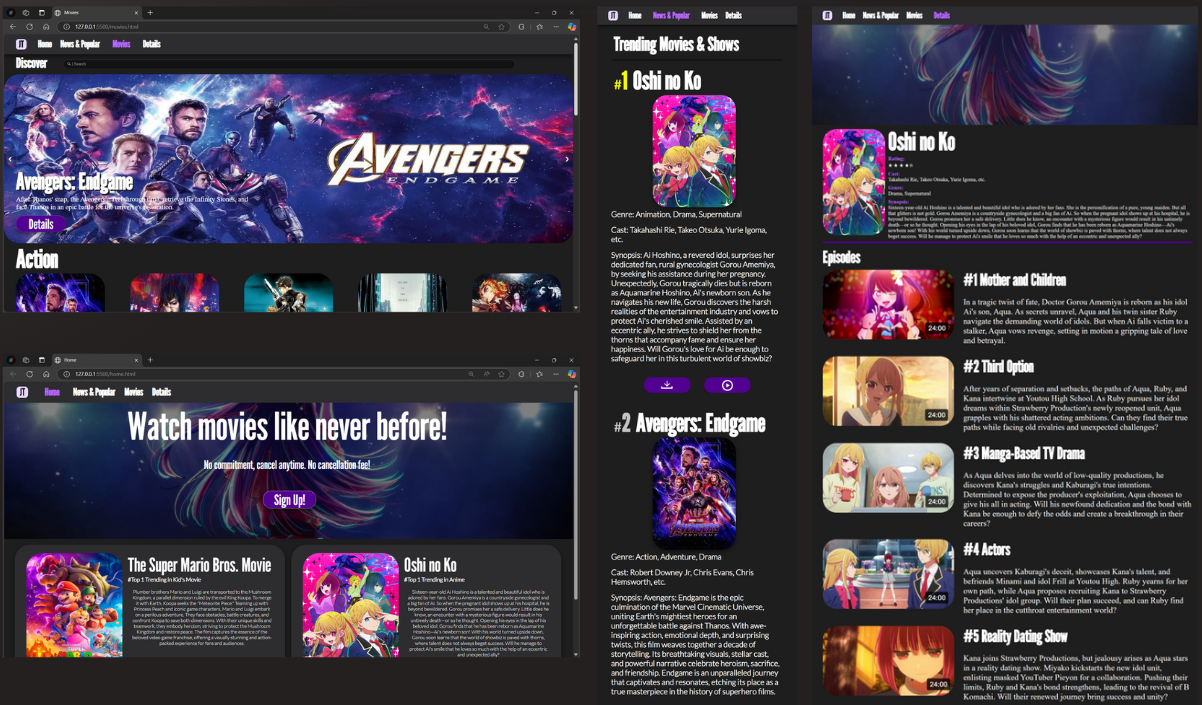 Movies
127.0.0.1:5500/movies.html
JT Home News & Popular Movies Details
Discover
Search
AVENGERS
ENDGAME
Avengers: Endgame
After Thanos' snap, the Avengers travel through time, retrieve the Infinity Stones, and
face Thanos in an epic battle for the universe's restoration.
Details
Action
Home
127.0.0.1:5500/home.html
JT Home News & Popular Movies Details
Watch movies like never before!
No commitment, cancel anytime. No cancellation fee!
Sign Up!
The Super Mario Bros. Movie
#Top 1 Trending In Kid's Movie
Plumber brothers Mario and Luigi are transported to the Mushroom
Kingdom, a parallel dimension ruled by the evil King Koopa. To merge
it with Earth, Koopa seeks the "Meteorite Piece." Teaming up with
Princess Peach and iconic game characters, Mario and Luigi embark
on a perilous adventure. They face obstacles, battle creatures, and
confront Koopa to save both dimensions. With their unique skills and
teamwork, they embody heroism, striving to protect the Mushroom
Kingdom and restore peace. The film captures the essence of the
beloved video game franchise, offering a visually stunning and action-
packed experience for fans and audiences.
Oshi no Ko
#Top 1 Trending In Anime
Sixteen-year-old Ai Hoshino is a talented and beautiful idol who is
adored by her fans. She is the personification of a pure, young
maiden. But all that glitters is not gold. Gorou Amemiya is a countryside gynecologist and
a big fan of Ai. So when the pregnant idol shows up at his hospital, he is
beyond bewildered. Gorou promises her a safe delivery. Little does he
know, an encounter with a mysterious figure would result in his untimely
death—or so he thought. Opening his eyes in the lap of his beloved
idol, Gorou finds that he has been reborn as Aquamarine
Hoshino—Ai's newborn son! With his world turned upside down,
Gorou soon learns that the world of showbiz is paved with thorns,
where talent does not always beget success. Will he manage to
protect Ai's smile that he loves so much with the help of an eccentric
and unexpected ally?
JT Home News & Popular Movies Details
Trending Movies & Shows
#1 Oshi no Ko
Genre: Animation, Drama, Supernatural
Cast: Takahashi Rie, Takeo Otsuka, Yurie Igoma,
etc.
Synopsis: Ai Hoshino, a revered idol, surprises her
dedicated fan, rural gynecologist Gorou Amemiya,
by seeking his assistance during her pregnancy.
Unexpectedly, Gorou tragically dies but is reborn
as Aquamarine Hoshino, Ai's newborn son. As he
navigates his new life, Gorou discovers the harsh
realities of the entertainment industry and vows to
protect Ai's cherished smile. Assisted by an
eccentric ally, he strives to shield her from the
thorns that accompany fame and ensure her
happiness. Will Gorou's love for Ai be enough to
safeguard her in this turbulent world of showbiz?
#2 Avengers: Endgame
Genre: Action, Adventure, Drama
Cast: Robert Downey Jr, Chris Evans, Chris
Hemsworth, etc.
Synopsis: Avengers: Endgame is the epic
culmination of the Marvel Cinematic Universe,
uniting Earth's mightiest heroes for an
unforgettable battle against Thanos. With awe-
inspiring action, emotional depth, and surprising
twists, this film weaves together a decade of
storytelling. Its breathtaking visuals, stellar cast,
and powerful narrative celebrate heroism, sacrifice,
and friendship. Endgame is an unparalleled journey
that captivates and resonates, etching its place as a
true masterpiece in the history of superhero films.
JT Home News & Popular Movies Details
Oshi no Ko
Rating:
Cast:
Takahashi Rie, Takeo Otsuka, Yurie Igoma, etc.
Genre:
Drama, Supernatural
Synopsis:
Sixteen-year-old Ai Hoshino is a talented and beautiful idol who is adored by her fans. She is the personification of a pure, young maiden. But all
that glitters is not gold. Gorou Amemiya is a countryside gynecologist and a big fan of Ai. So when the pregnant idol shows up at his hospital, he is
beyond bewildered. Gorou promises her a safe delivery. Little does he know, an encounter with a mysterious figure would result in his untimely
death—or so he thought. Opening his eyes in the lap of his beloved idol, Gorou finds that he has been reborn as Aquamarine Hoshino—Ai's
newborn son! With his world turned upside down, Gorou soon learns that the world of showbiz is paved with thorns, where talent does not always
beget success. Will he manage to protect Ai's smile that he loves so much with the help of an eccentric and unexpected ally?
Episodes
24:00
#1 Mother and Children
In a tragic twist of fate, Doctor Gorou Amemiya is reborn as his idol
Ai's son, Aqua. As secrets unravel, Aqua and his twin sister Ruby
navigate the demanding world of idols. But when Ai falls victim to a
stalker, Aqua vows revenge, setting in motion a gripping tale of love
and betrayal.
24:00
#2 Third Option
After years of separation and setbacks, the paths of Aqua, Ruby, and
Kana intertwine at Youtou High School. As Ruby pursues her idol
dreams within Strawberry Production's newly reopened unit, Aqua
grapples with his shattered acting ambitions. Can they find their true
paths while facing old rivalries and unexpected challenges?
24:00
#3 Manga-Based TV Drama
As Aqua delves into the world of low-quality productions, he
discovers Kana's struggles and Kaburagi's true intentions.
Determined to expose the producer's exploitation, Aqua chooses to
give his all in acting. Will his newfound dedication and the bond with
Kana be enough to defy the odds and create a breakthrough in their
careers?
24:00
#4 Actors
Aqua uncovers Kaburagi's deceit, showcases Kana's talent, and
befriends Minami and idol Frill at Youtou High. Ruby yearns for her
own path, while Aqua proposes recruiting Kana to Strawberry
Productions' idol group. Will their plan succeed, and can Ruby find
her place in the cutthroat entertainment world?
24:00
#5 Reality Dating Show
Kana joins Strawberry Productions, but jealousy arises as Aqua stars
in a reality dating show. Miyako kickstarts the new idol unit,
enlisting masked YouTuber Pieyon for a collaboration. Pushing their
limits, Ruby and Kana's bond strengthens, leading to the revival of B
Komachi. Will their renewed journey bring success and unity?